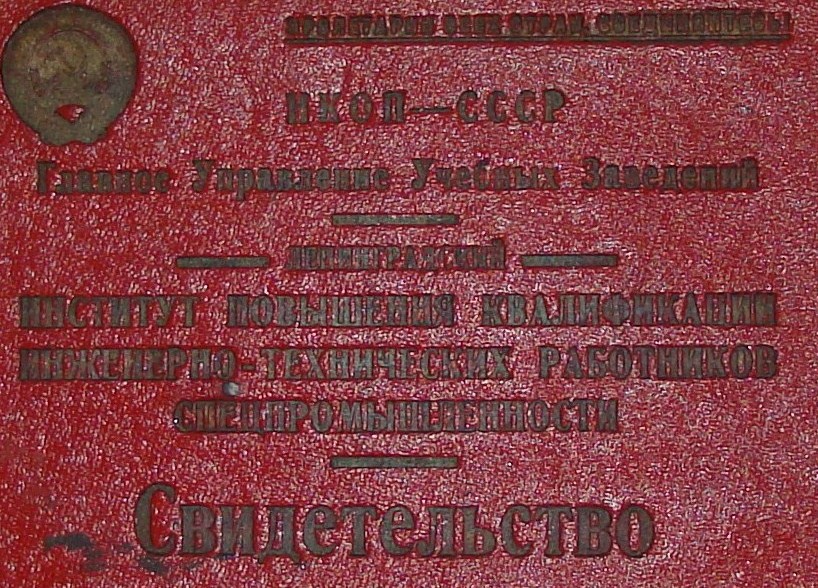 ПРОЛЕТАРИИ ВСЕХ СТРАН, СОЕДИНЯЙТЕСЬ!
НКОП—СССР
Главное Управление Учебных Заведений
ЛЕНИНГРАДСКИЙ
ИНСТИТУТ ПОВЫШЕНИЯ КВАЛИФИКАЦИИ
ИНЖЕНЕРНО-ТЕХНИЧЕСКИХ РАБОТНИКОВ
СПЕЦПРОМЫШЛЕННОСТИ
Свидетельство